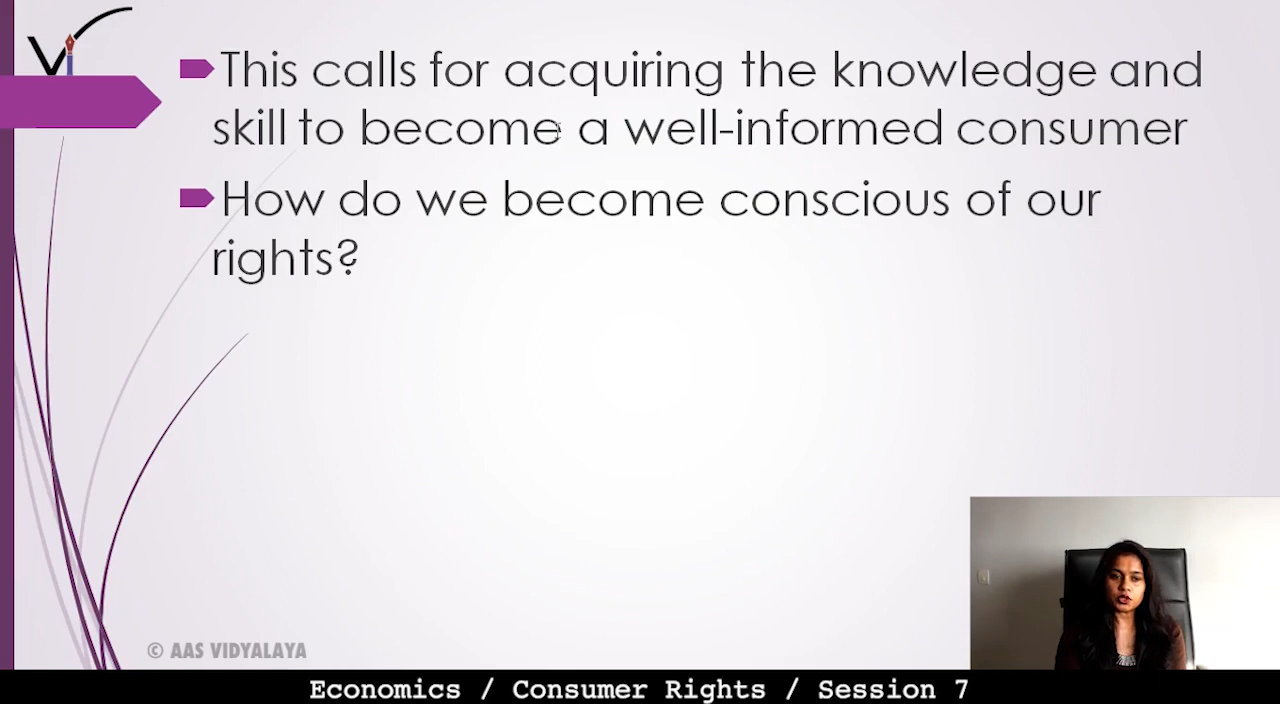 Vi
This calls for acquiring the knowledge and
skill to become a well-informed consumer
How do we become conscious of our
rights?
© AAS VIDYALAYA
Economics / Consumer Rights / Session 7